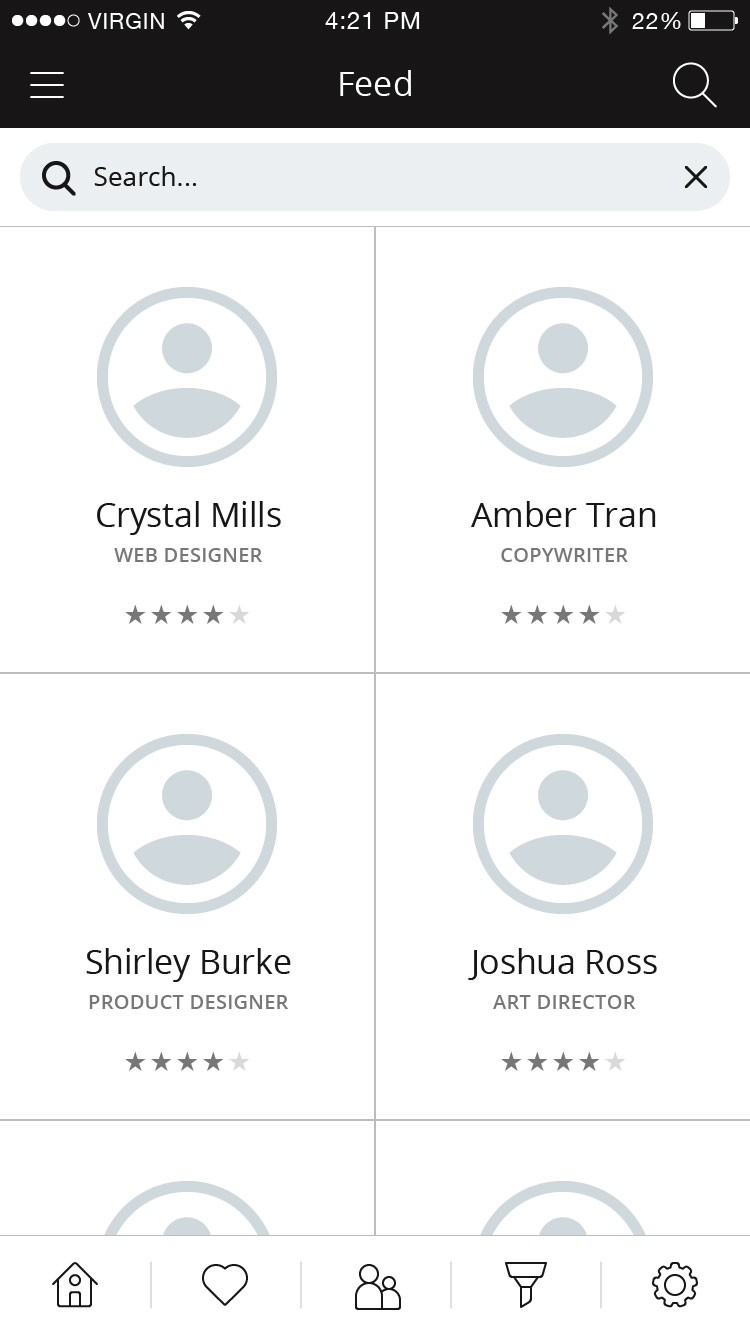 VIRGIN 4:21 PM 22%
Feed
Search...
Crystal Mills Amber Tran
WEB DESIGNER COPYWRITER
Shirley Burke Joshua Ross
PRODUCT DESIGNER ART DIRECTOR